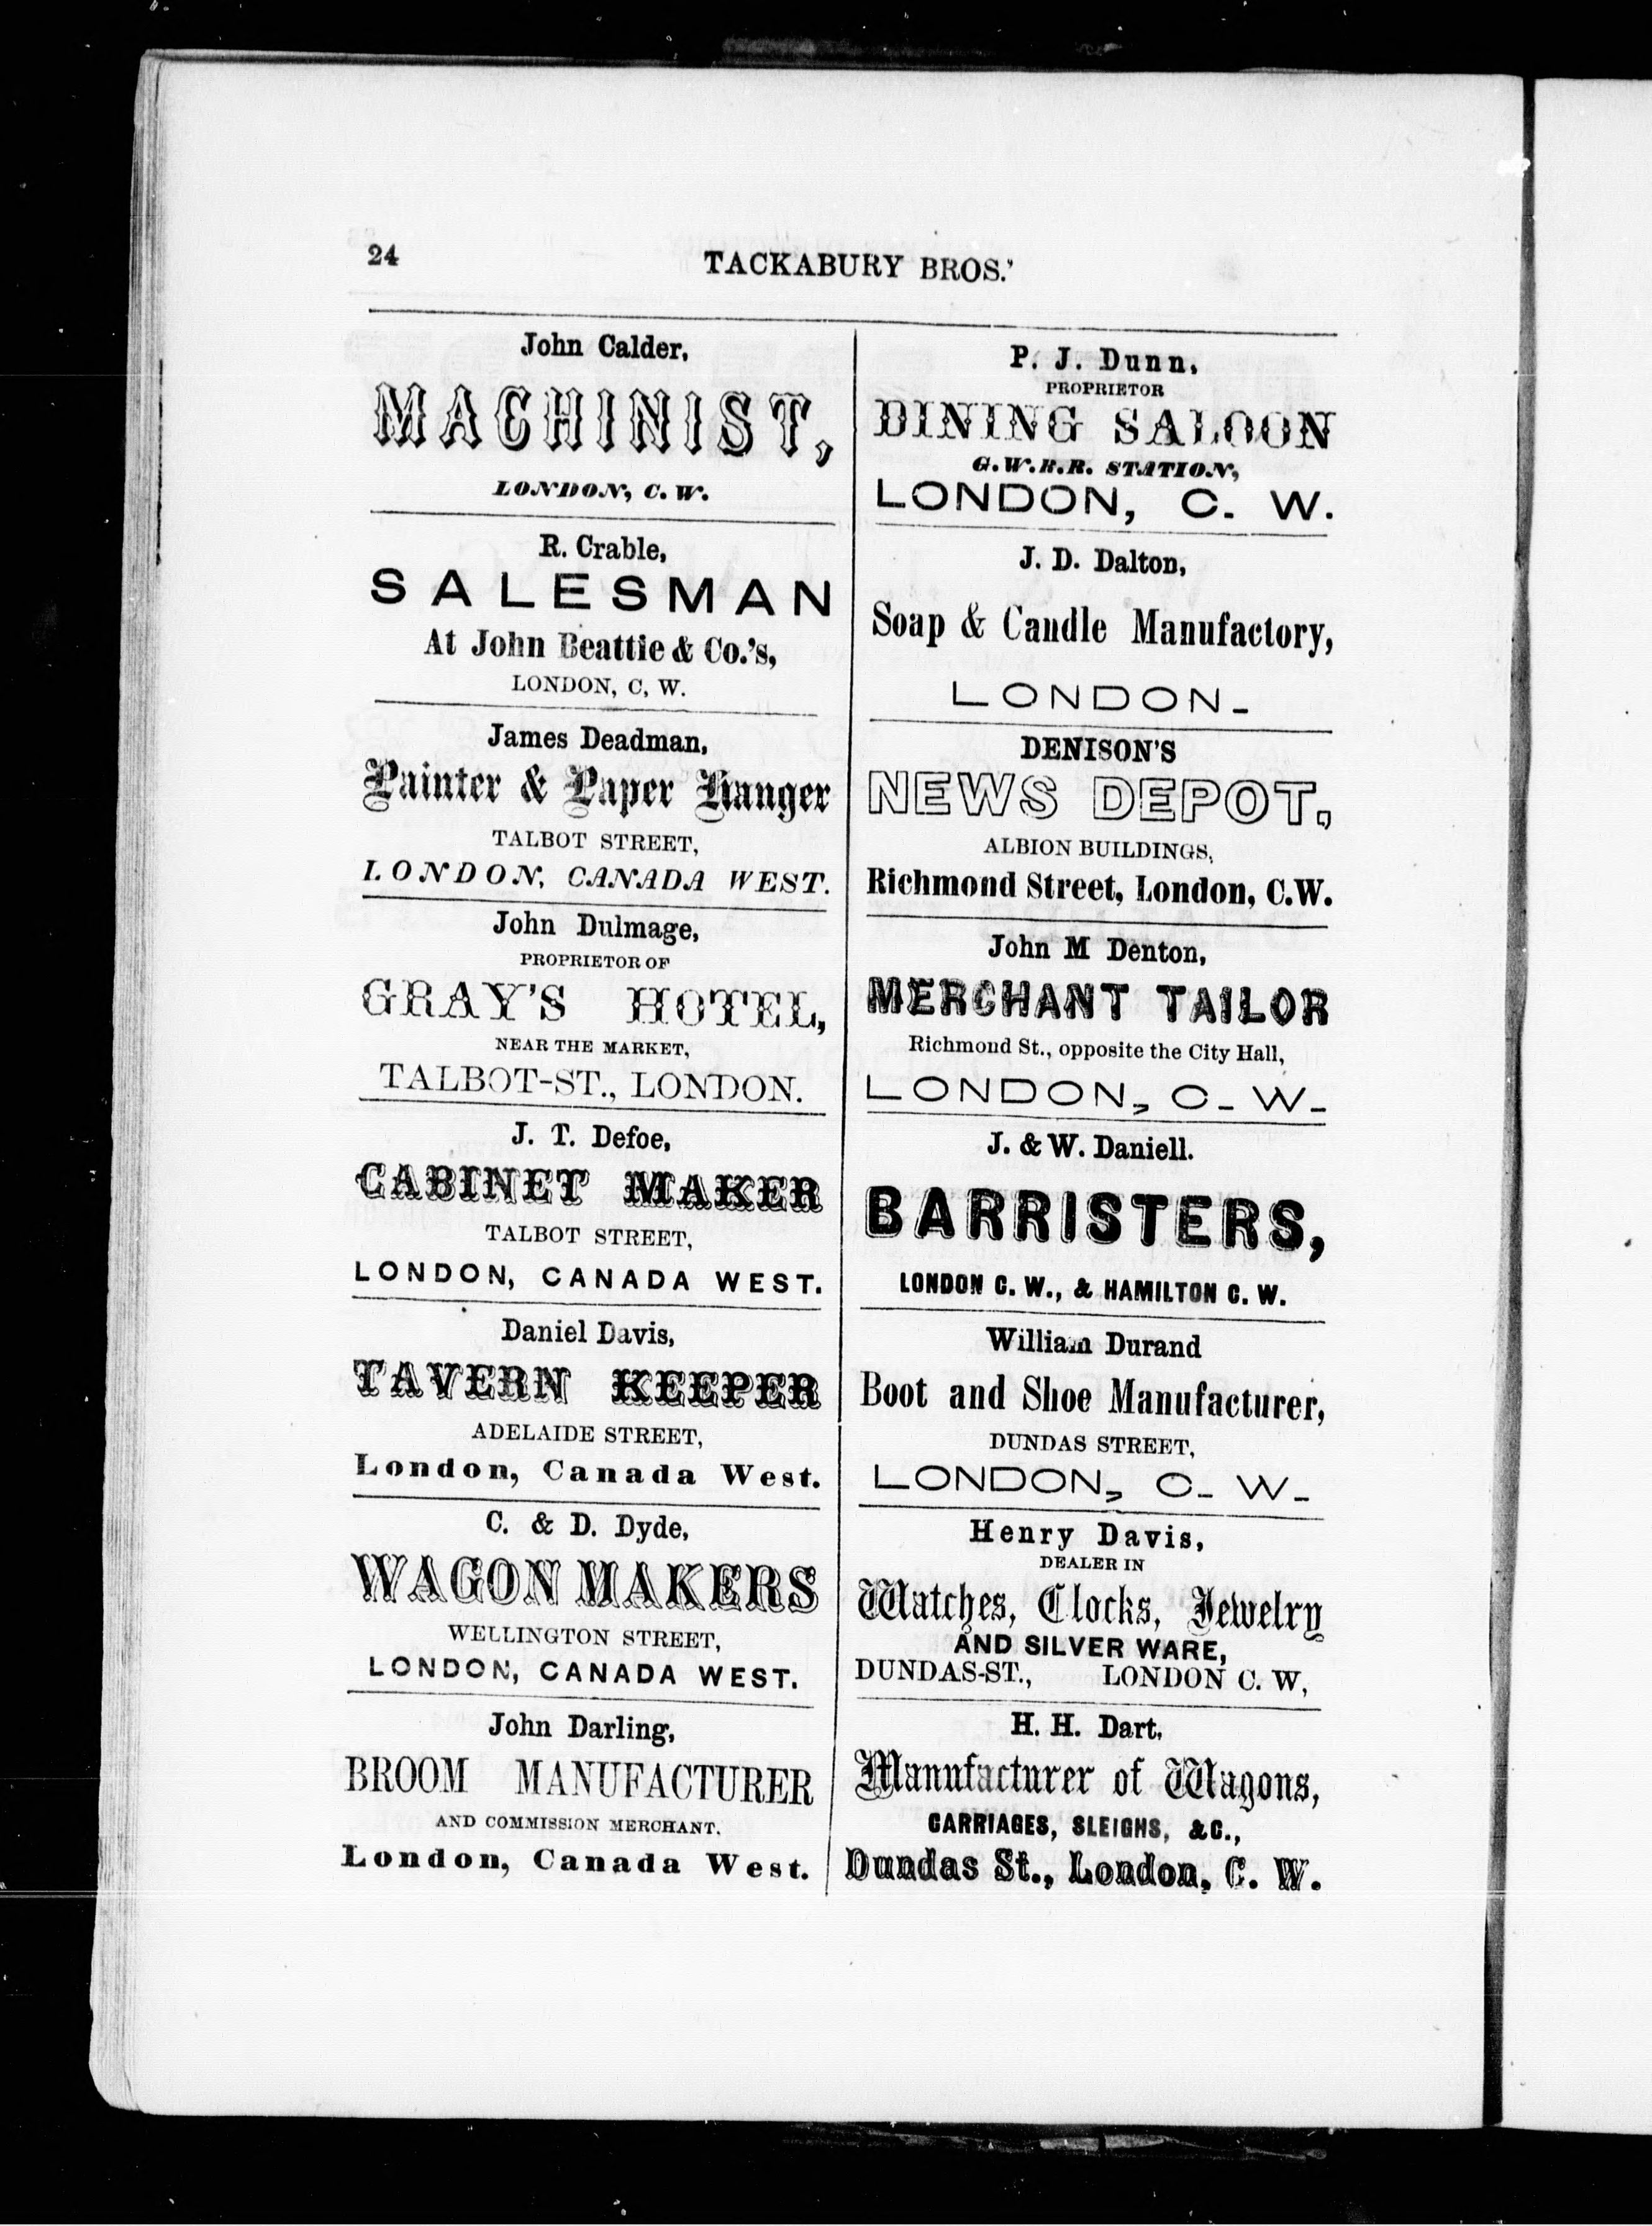 24
TACKABURY BROS.'
John Calder,
MACHINIST,
LONDON, C. W.
R. Crable,
SALESMAN
At John Beattie & Co.'s,
LONDON, C, W.
James Deadman,
Painter & Paper Hanger
TALBOT STREET,
LONDON, CANADA WEST.
John Dulmage,
PROPRIETOR OF
GRAY'S HOTEL,
NEAR THE MARKET,
TALBOT-ST., LONDON.
J. T. Defoe,
CABINET MAKER
TALBOT STREET,
LONDON, CANADA WEST.
Daniel Davis,
TAVERN KEEPER
ADELAIDE STREET,
London, Canada West.
C. & D. Dyde,
WAGON MAKERS
WELLINGTON STREET,
LONDON, CANADA WEST.
John Darling,
BROOM MANUFACTURER
AND COMMISSION MERCHANT.
London, Canada West.
P. J. Dunn,
PROPRIETOR
DINING SALOON
G.W.R.R. STATION,
LONDON, C. W.
J. D. Dalton,
Soap & Candle Manufactory,
LONDON.
DENISON'S
NEWS DEPOT,
ALBION BUILDINGS,
Richmond Street, London, C.W.
John M Denton,
MERCHANT TAILOR
Richmond St., opposite the City Hall,
LONDON, C. W.
J. & W. Daniell.
BARRISTERS,
LONDON C. W., & HAMILTON C. W.
William Durand
Boot and Shoe Manufacturer,
DUNDAS STREET,
LONDON, C. W.
Henry Davis,
DEALER IN
Watches, Clocks, Jewelry
AND SILVER WARE,
DUNDAS-ST., LONDON C. W,
H. H. Dart,
Manufacturer of Wagons,
CARRIAGES, SLEIGHS, &C.,
Dundas St., London, C. W.